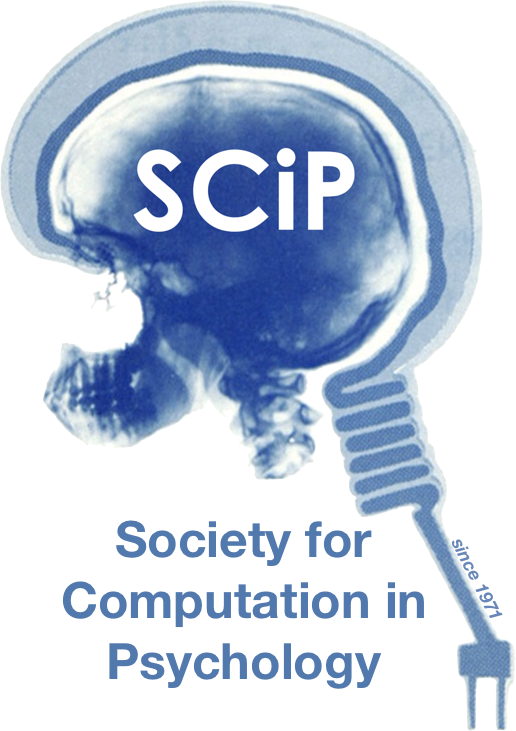 SCiP
Society for
Computation in
Psychology
since 1971